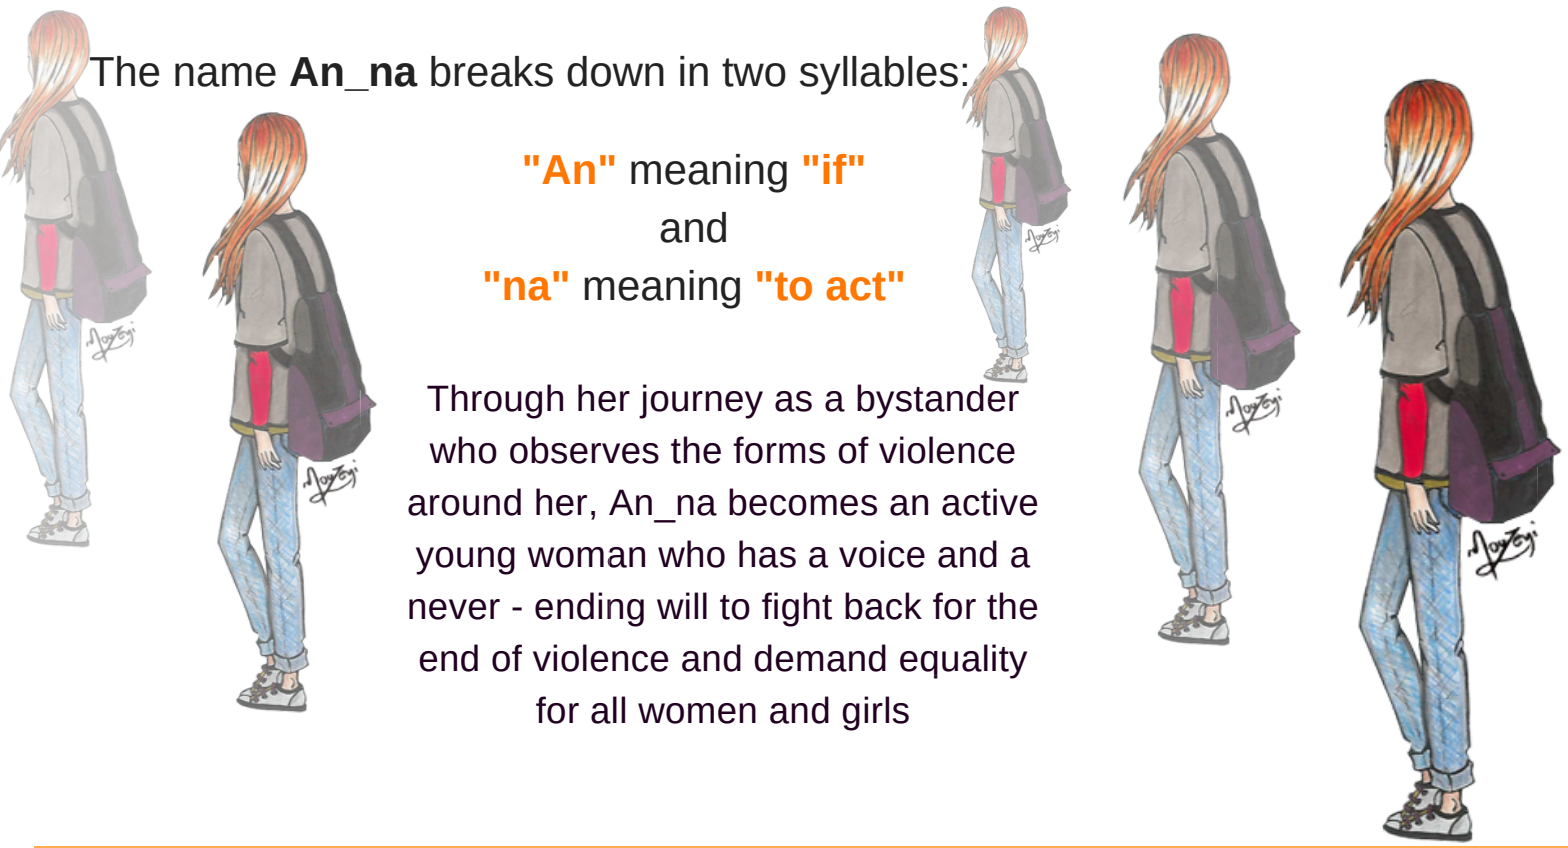 The name An_na breaks down in two syllables:
"An" meaning "if"
and
"na" meaning "to act"
Through her journey as a bystander
who observes the forms of violence
around her, An_na becomes an active
young woman who has a voice and a
never - ending will to fight back for the
end of violence and demand equality
for all women and girls